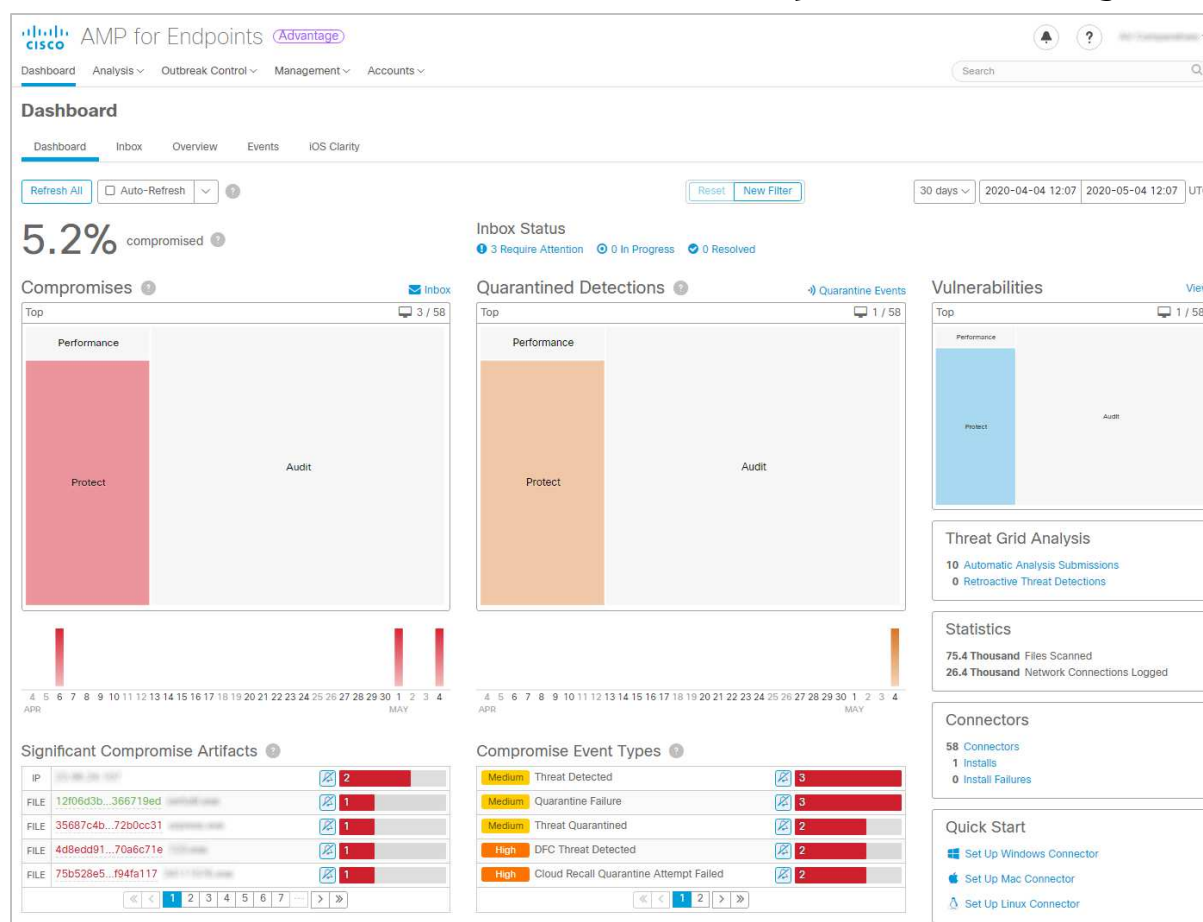 CISCO AMP for Endpoints Advantage
?
Dashboard Analysis Outbreak Control Management Accounts
Search
Dashboard
Dashboard Inbox Overview Events iOS Clarity
Refresh All Auto-Refresh ?
Reset New Filter
30 days 2020-04-04 12:07 2020-05-04 12:07
5.2% compromised ?
Inbox Status
3 Require Attention 0 In Progress 0 Resolved
Compromises ? Inbox
Top 3 / 58
Performance
Protect
Audit
4 5 6 7 8 9 10 11 12 13 14 15 16 17 18 19 20 21 22 23 24 25 26 27 28 29 30 1 2 3 4
APR MAY
Quarantined Detections ? Quarantine Events
Top 1 / 58
Performance
Protect
Audit
4 5 6 7 8 9 10 11 12 13 14 15 16 17 18 19 20 21 22 23 24 25 26 27 28 29 30 1 2 3 4
APR MAY
Vulnerabilities View
Top 1 / 58
Performance
Protect
Audit
Threat Grid Analysis
10 Automatic Analysis Submissions
0 Retroactive Threat Detections
Statistics
75.4 Thousand Files Scanned
26.4 Thousand Network Connections Logged
Connectors
58 Connectors
1 Installs
0 Install Failures
Quick Start
Set Up Windows Connector
Set Up Mac Connector
Set Up Linux Connector
Significant Compromise Artifacts ?
IP 2
FILE 12f06d3b...366719ed 1
FILE 35687c4b...72b0cc31 1
FILE 4d8edd91...70a6c71e 1
FILE 75b528e5...f94fa117 1
« < 1 2 3 4 5 6 7 ... > »
Compromise Event Types ?
Medium Threat Detected 3
Medium Quarantine Failure 3
Medium Threat Quarantined 2
High DFC Threat Detected 2
High Cloud Recall Quarantine Attempt Failed 2
« < 1 2 > »